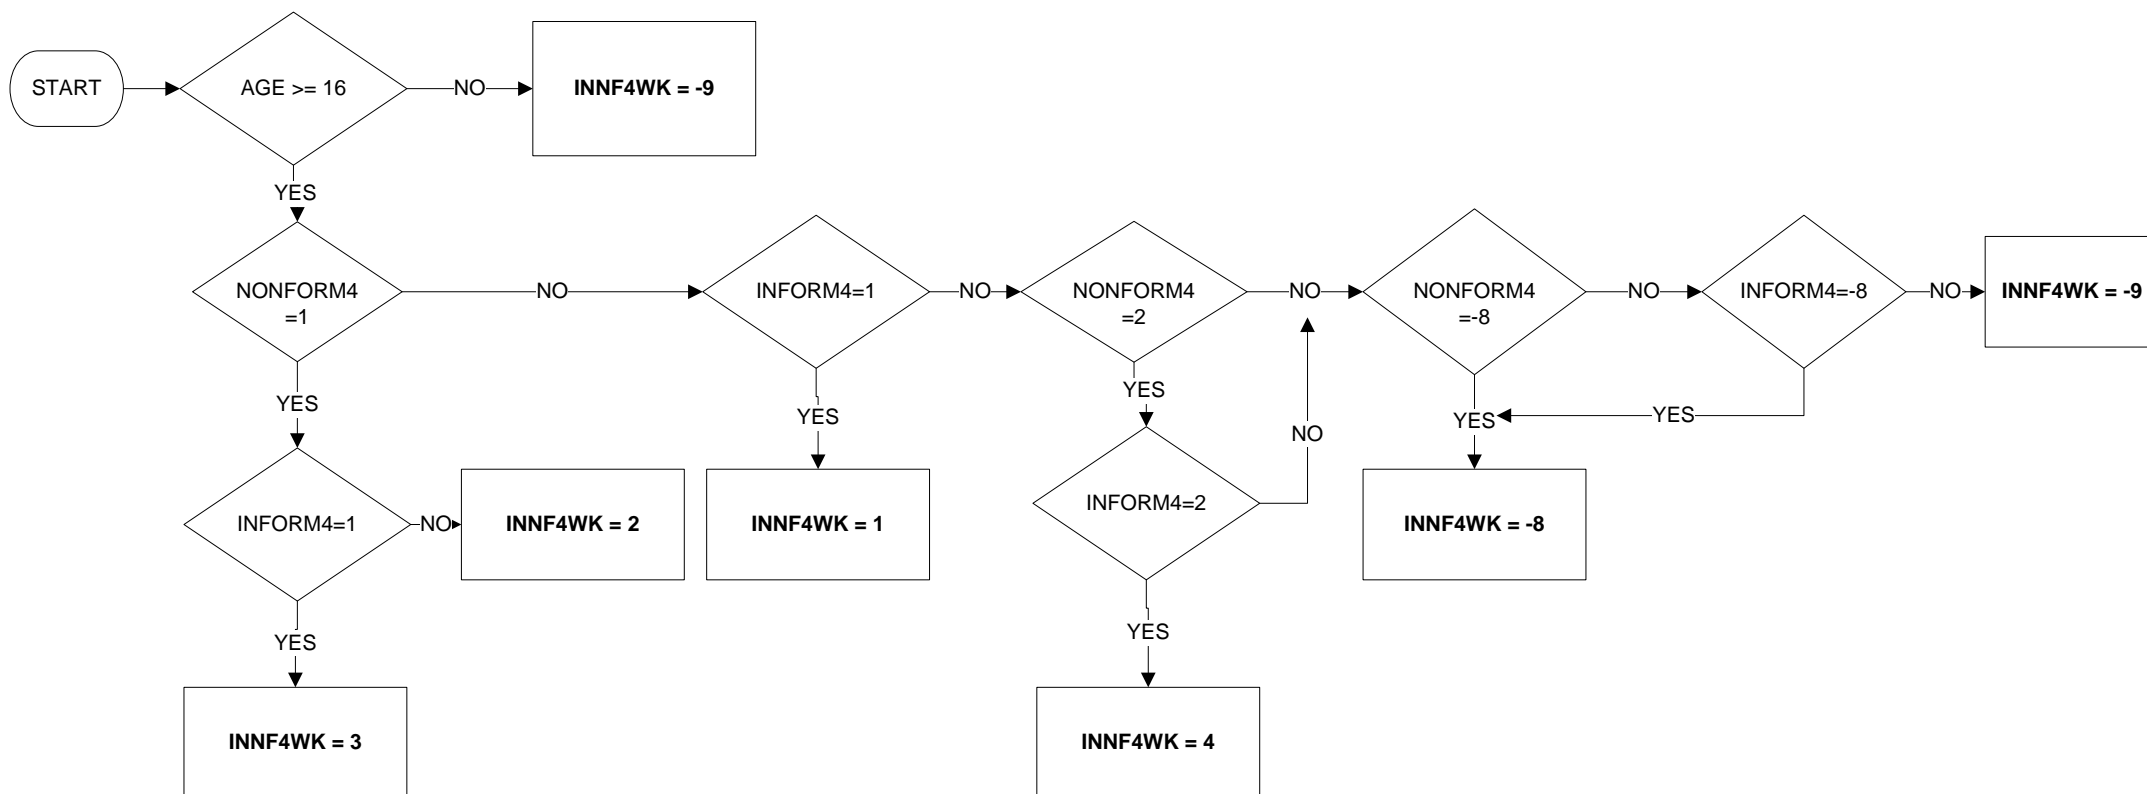 START
AGE >= 16
NO
INNF4WK = -9
YES
NONFORM4
=1
NO
INFORM4=1
NO
NONFORM4
=2
NO
NONFORM4
=-8
NO
INFORM4=-8
NO
INNF4WK = -9
YES
YES
YES
YES
YES
NO
INFORM4=1
NO
INNF4WK = 2
INNF4WK = 1
INFORM4=2
INNF4WK = -8
YES
YES
INNF4WK = 3
INNF4WK = 4